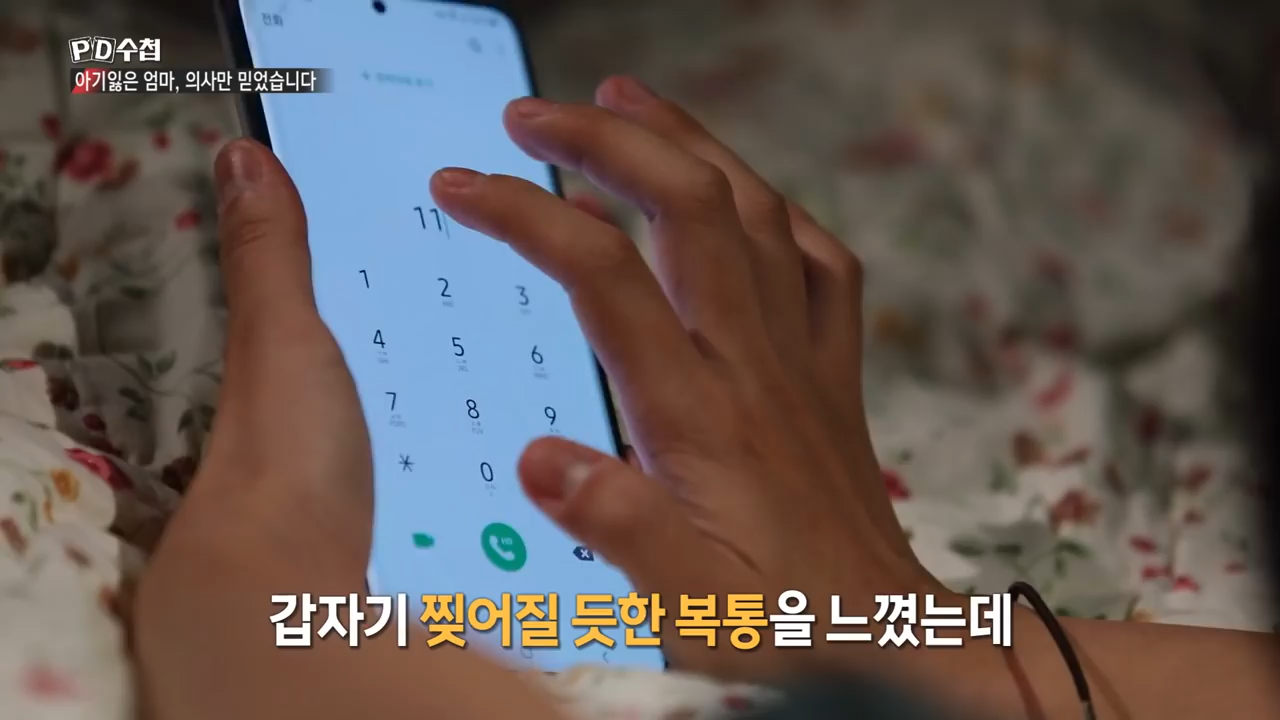 PD수첩
아기잃은 엄마, 의사만 믿었습니다
전화
11
1 2 3
4 5 6
7 8 9
* 0
갑자기 찢어질 듯한 복통을 느꼈는데